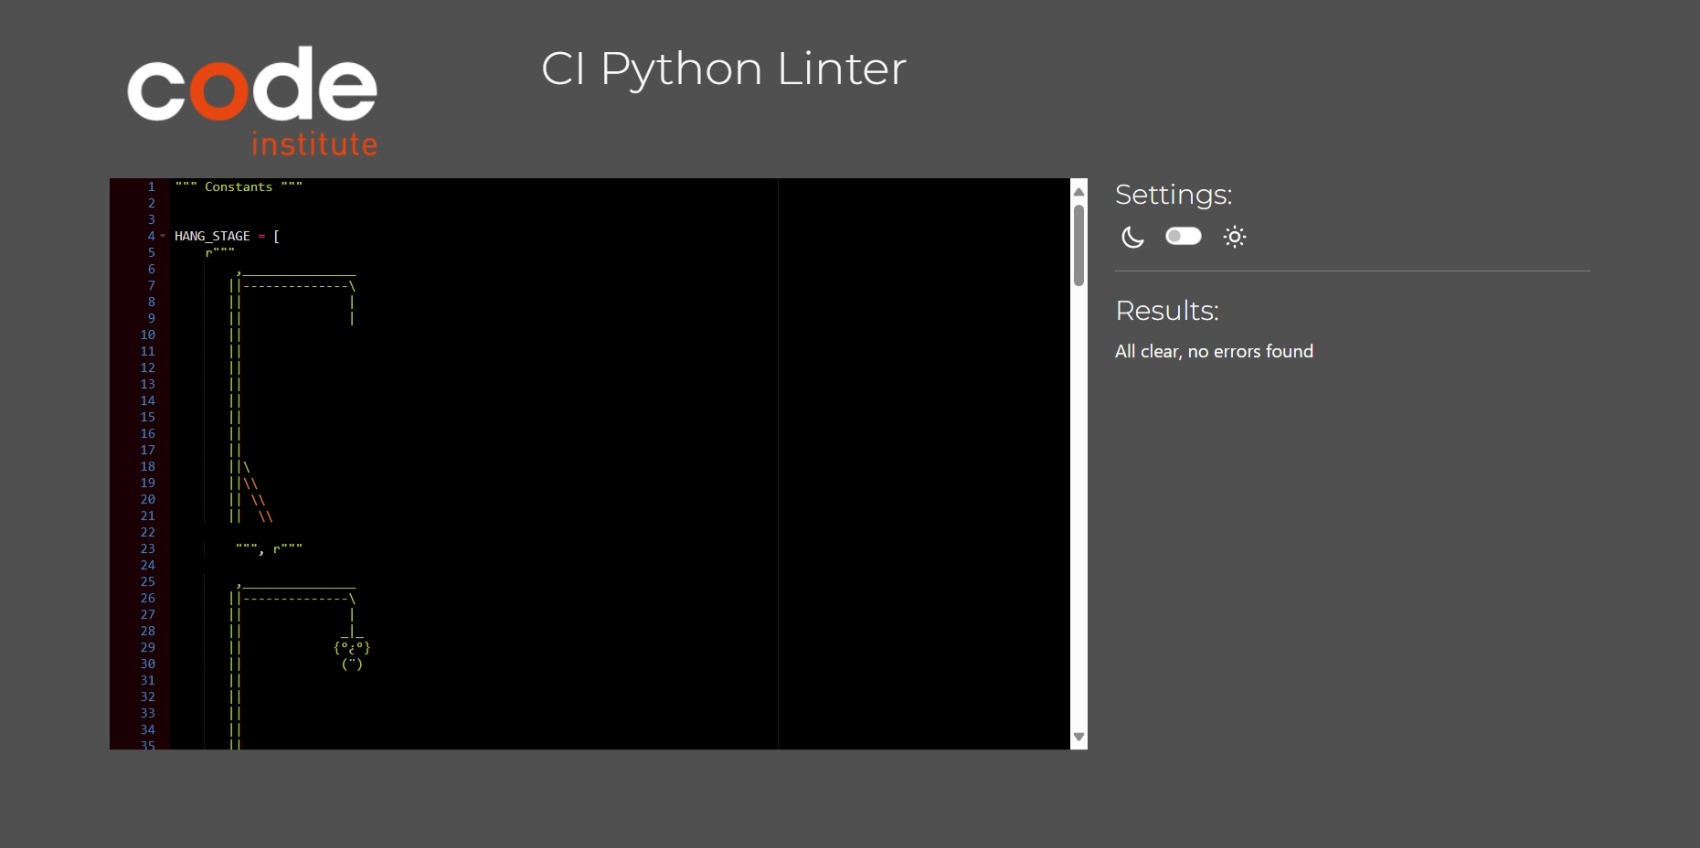 code
institute
CI Python Linter
1 """ Constants """
2
3
4 HANG_STAGE = [
5     r"""
6         ,_______________
7        ||--------------\
8        ||              |
9        ||              |
10        ||
11        ||
12        ||
13        ||
14        ||
15        ||
16        ||
17        ||
18        ||\
19        ||\\
20        || \\
21        ||  \\
22
23         """, r"""
24
25         ,_______________
26        ||--------------\
27        ||              |
28        ||             _|_
29        ||            {°¿°}
30        ||             (¨)
31        ||
32        ||
33        ||
34        ||
35        ||
Settings:
Results:
All clear, no errors found